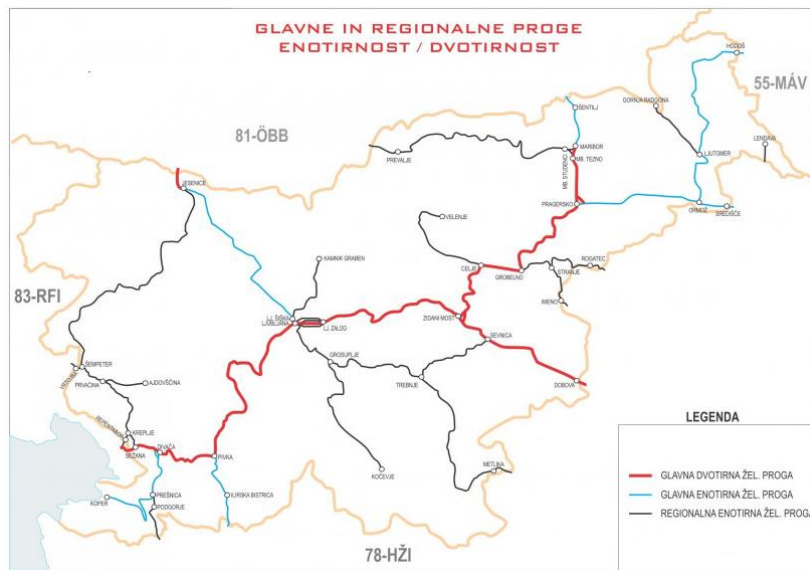 GLAVNE IN REGIONALNE PROGE
ENOTIRNOST / DVOTIRNOST
HODOŠ
55-MÁV
GORNJA RADGONA
ŠENTILJ
81-ÖBB
LENDAVA
MARIBOR
PREVALJE
MB. TEZNO
LJUTOMER
MB. STUDENCI
JESENICE
PRAGERSKO
ORMOŽ
SREDIŠČE
VELENJE
KAMNIK GRABEN
ROGATEC
CELJE
STRANJE
GROBELNO
83-RFI
IMENO
LJ. ŠIŠKA
LJUBLJANA
LJ. ZALOG
ZIDANI MOST
SEVNICA
GROSUPLJE
ŠEMPETER
VRTOJBA
PRVAČINA
AJDOVŠČINA
TREBNJE
DOBOVA
LEGENDA
KREPLJE
SEŽANA
DIVAČA
PIVKA
METLIKA
KOČEVJE
GLAVNA DVOTIRNA ŽEL. PROGA
PREŠNICA
ILIRSKA BISTRICA
GLAVNA ENOTIRNA ŽEL. PROGA
KOPER
PODGORJE
REGIONALNA ENOTIRNA ŽEL. PROGA
78-HŽI